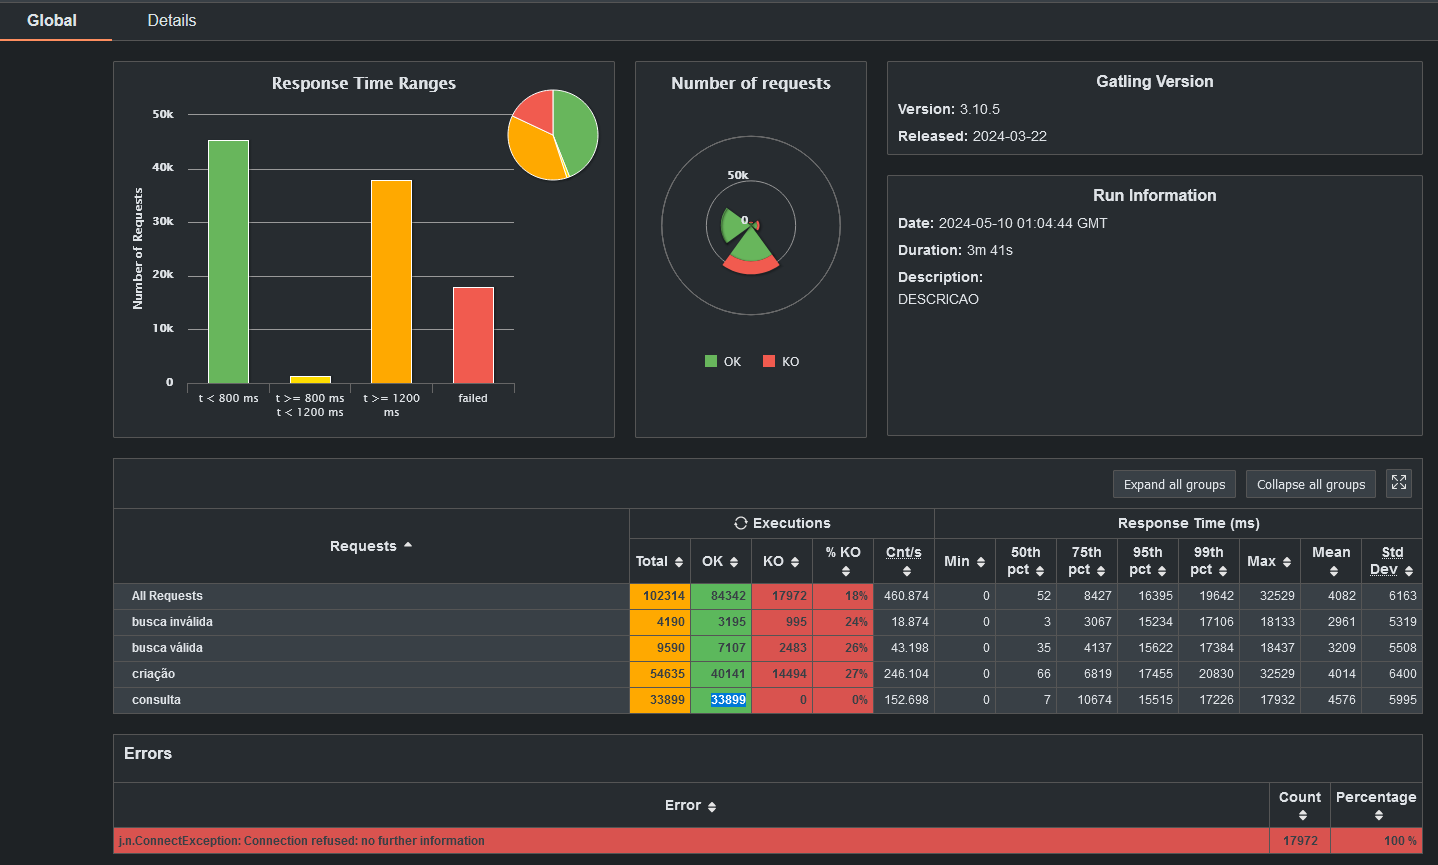 Global Details
Response Time Ranges
50k
40k
30k
20k
10k
0
Number of Requests
t < 800 ms t >= 800 ms t >= 1200 failed
t < 1200 ms ms
Number of requests
50k
0
OK KO
Gatling Version
Version: 3.10.5
Released: 2024-03-22
Run Information
Date: 2024-05-10 01:04:44 GMT
Duration: 3m 41s
Description:
DESCRICAO
Expand all groups Collapse all groups
Requests Executions Response Time (ms)
Total OK KO % KO Cnt/s Min 50th pct 75th pct 95th pct 99th pct Max Mean Std Dev
All Requests 102314 84342 17972 18% 460.874 0 52 8427 16395 19642 32529 4082 6163
busca inválida 4190 3195 995 24% 18.874 0 3 3067 15234 17106 18133 2961 5319
busca válida 9590 7107 2483 26% 43.198 0 35 4137 15622 17384 18437 3209 5508
criação 54635 40141 14494 27% 246.104 0 66 6819 17455 20830 32529 4014 6400
consulta 33899 33899 0 0% 152.698 0 7 10674 15515 17226 17932 4576 5995
Errors
Error Count Percentage
j.n.ConnectException: Connection refused: no further information 17972 100 %